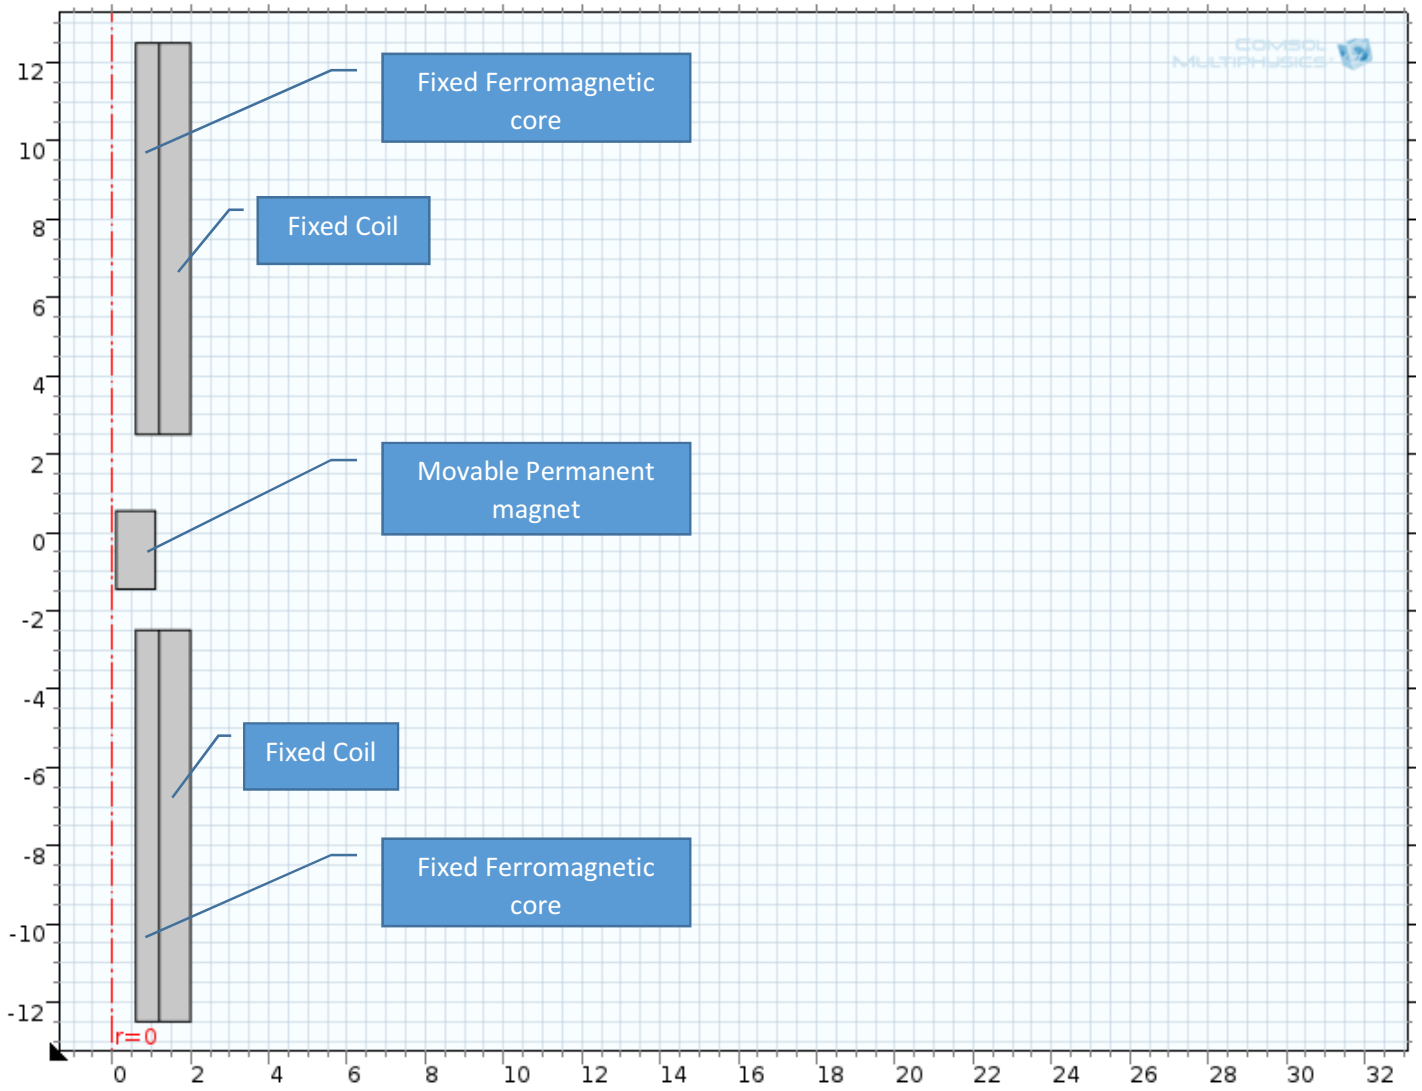 COMSOL
MULTIPHYSICS
12
10
8
6
4
2
0
-2
-4
-6
-8
-10
-12
Fixed Ferromagnetic
core
Fixed Coil
Movable Permanent
magnet
Fixed Coil
Fixed Ferromagnetic
core
r=0
0 2 4 6 8 10 12 14 16 18 20 22 24 26 28 30 32